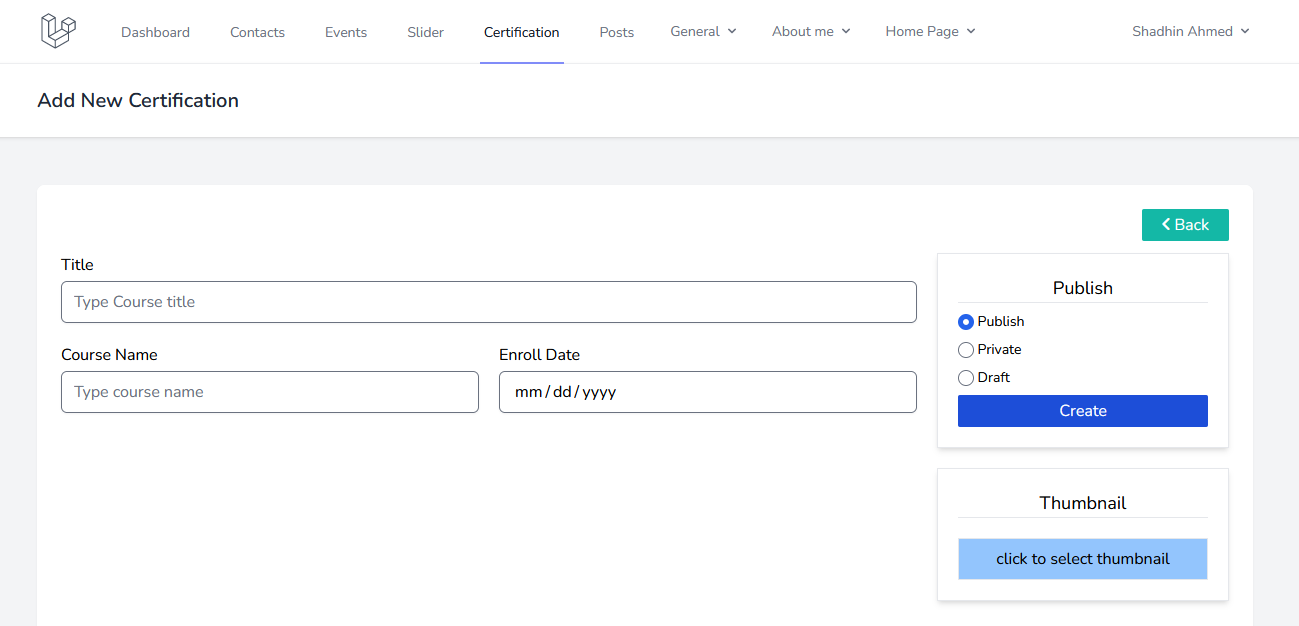 Dashboard Contacts Events Slider Certification Posts General About me Home Page Shadhin Ahmed
Add New Certification
Back
Title
Type Course title
Course Name Enroll Date
Type course name mm/dd/yyyy
Publish
Publish
Private
Draft
Create
Thumbnail
click to select thumbnail